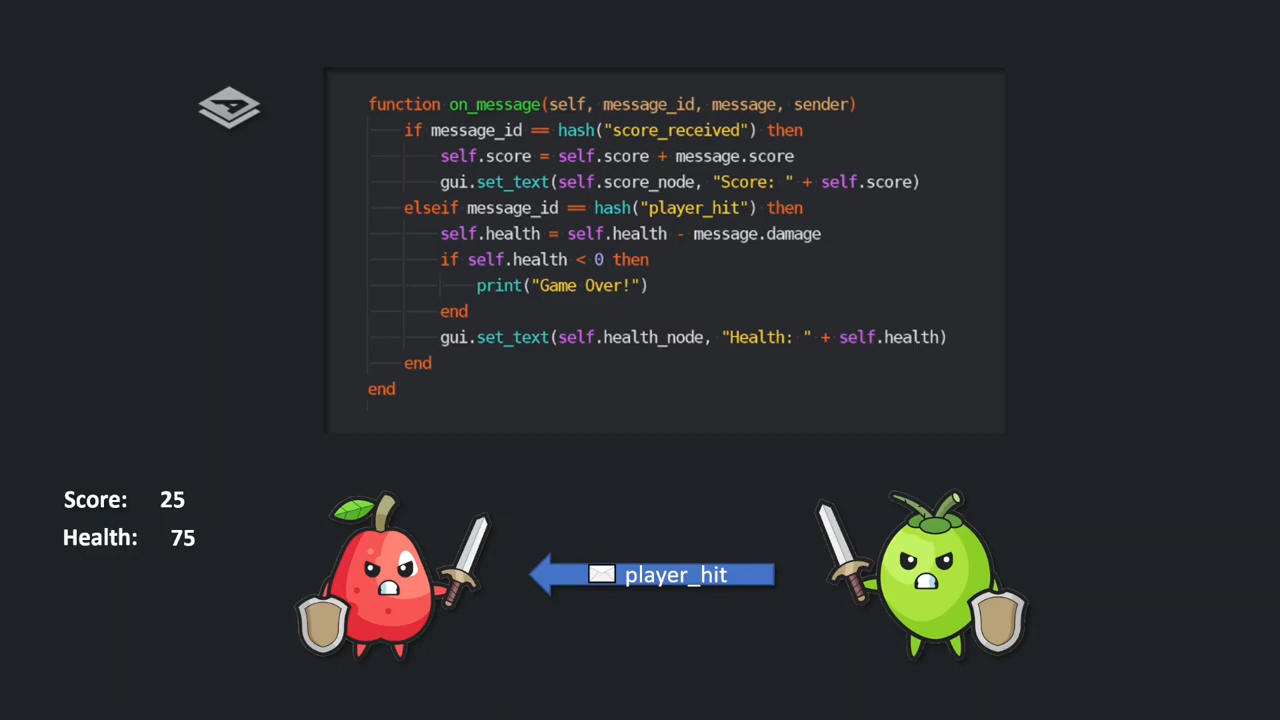 function on_message(self, message_id, message, sender)
if message_id == hash("score_received") then
self.score = self.score + message.score
gui.set_text(self.score_node, "Score: " + self.score)
elseif message_id == hash("player_hit") then
self.health = self.health - message.damage
if self.health < 0 then
print("Game Over!")
end
gui.set_text(self.health_node, "Health: " + self.health)
end
end
Score: 25
Health: 75
player_hit